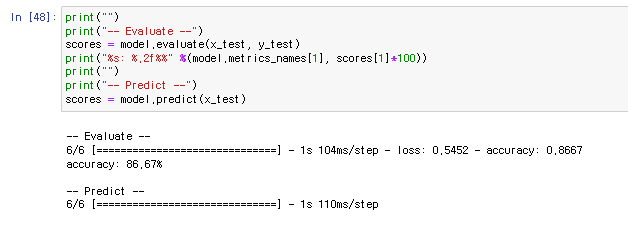 In [48]:
print("")
print("-- Evaluate --")
scores = model.evaluate(x_test, y_test)
print("%s: %.2f%%" %(model.metrics_names[1], scores[1]*100))
print("")
print("-- Predict --")
scores = model.predict(x_test)
-- Evaluate --
6/6 [==============================] - 1s 104ms/step - loss: 0.5452 - accuracy: 0.8667
accuracy: 86.67%
-- Predict --
6/6 [==============================] - 1s 110ms/step